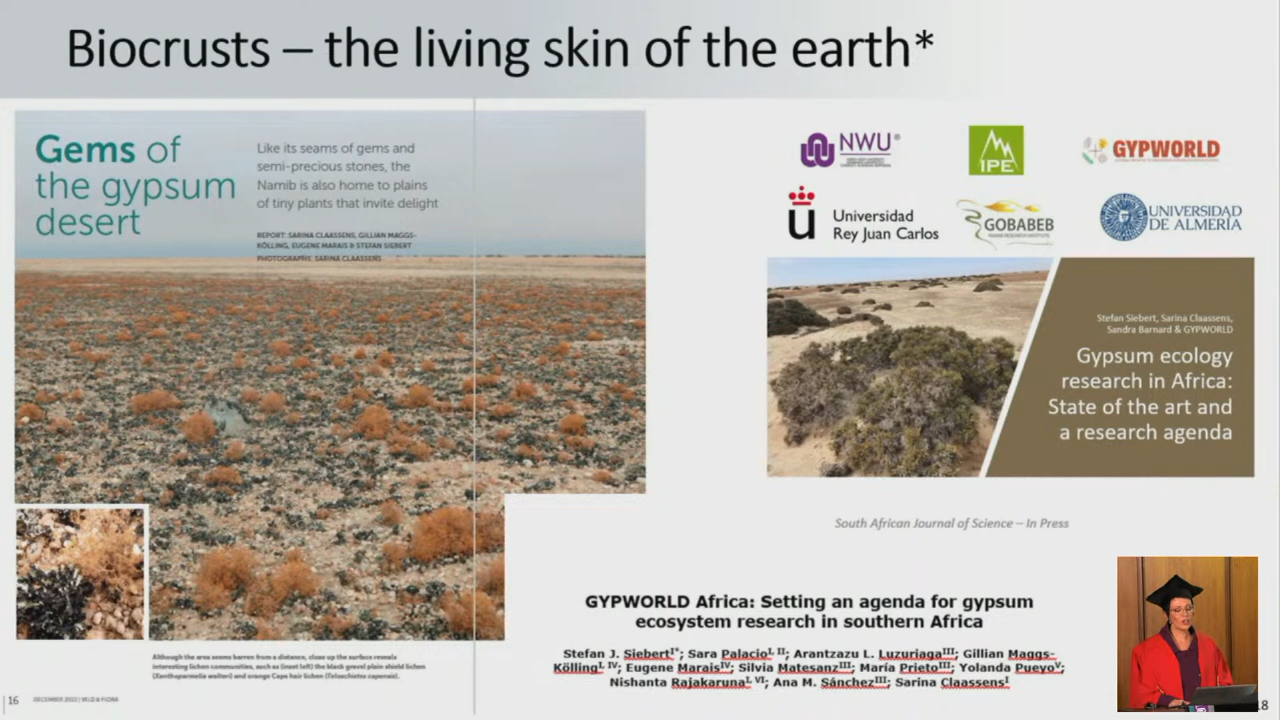 Biocrusts – the living skin of the earth*
Gems of
the gypsum
desert
Like its seams of gems and
semi-precious stones, the
Namib is also home to plains
of tiny plants that invite delight
REPORT: SARINA CLAASSENS, GILLIAN MAGGS-
KÖLLING, EUGENE MARAIS & STEFAN SIEBERT
PHOTOGRAPHS: SARINA CLAASSENS
Although the area seems barren from a distance, close up the surface reveals
interesting lichen communities, such as (inset left) the black gravel plain shield lichen
(Xanthoparmelia walteri) and orange Cape hair lichen (Teloschistes capensis).
16
DECEMBER 2021 | VELD & FLORA
NWU®
IPE
GYPWORLD
u
Universidad
Rey Juan Carlos
GOBABEB
UNIVERSIDAD
DE ALMERÍA
Stefan Siebert, Sarina Claassens,
Sandra Barnard & GYPWORLD
Gypsum ecology
research in Africa:
State of the art and
a research agenda
South African Journal of Science – In Press
GYPWORLD Africa: Setting an agenda for gypsum
ecosystem research in southern Africa
Stefan J. Siebert I*; Sara Palacio I, II; Arantzazu L. Luzuriaga III; Gillian Maggs-
Kölling I, IV; Eugene Marais IV; Silvia Matesanz III; María Prieto III; Yolanda Pueyo V;
Nishanta Rajakaruna I, VI; Ana M. Sánchez III; Sarina Claassens I
8